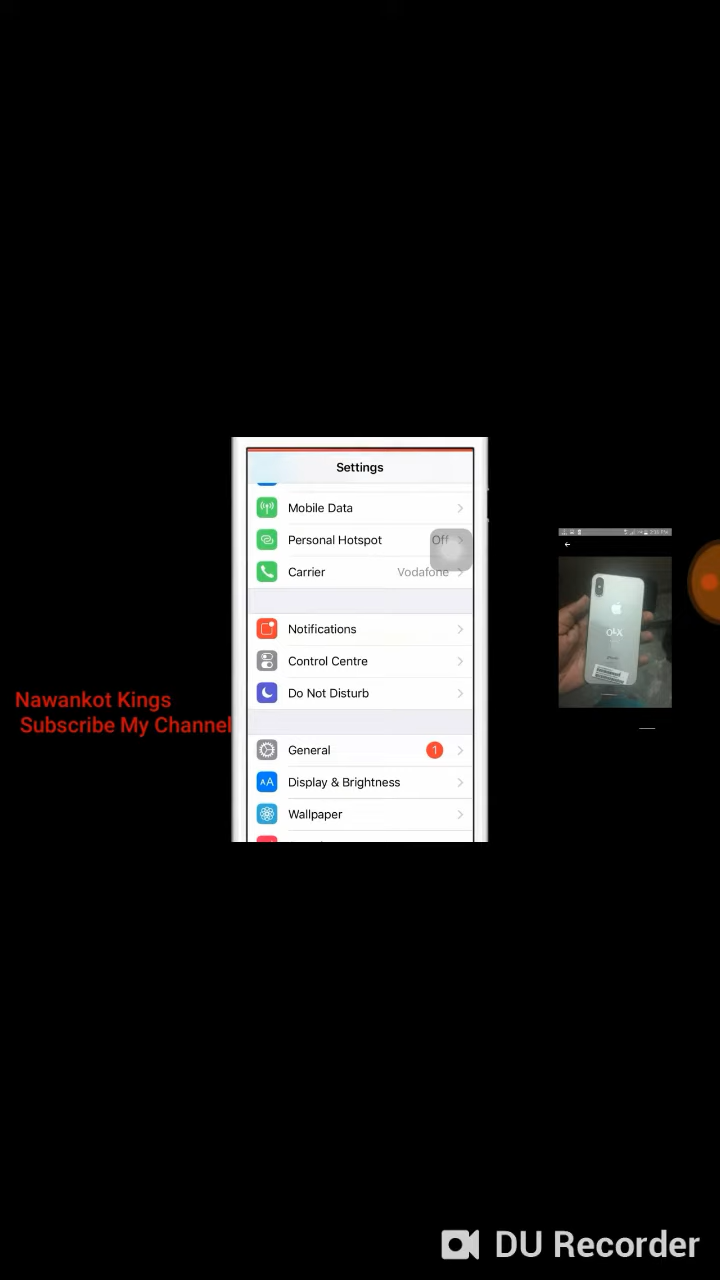 Settings
Mobile Data
Personal Hotspot Off
Carrier Vodafone
Notifications
Control Centre
Do Not Disturb
General 1
Display & Brightness
Wallpaper
Nawankot Kings
Subscribe My Channel
OLX
DU Recorder